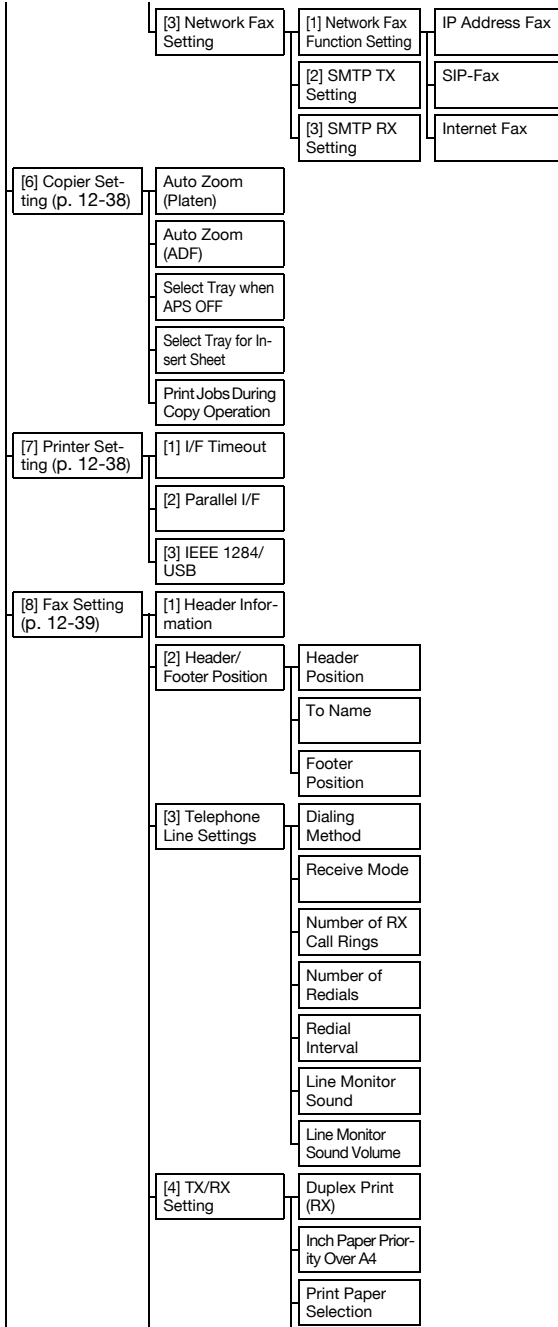 [3] Network Fax
Setting
[1] Network Fax
Function Setting
IP Address Fax
[2] SMTP TX
Setting
SIP-Fax
[3] SMTP RX
Setting
Internet Fax
[6] Copier Set-
ting (p. 12-38)
Auto Zoom
(Platen)
Auto Zoom
(ADF)
Select Tray when
APS OFF
Select Tray for In-
sert Sheet
Print Jobs During
Copy Operation
[7] Printer Set-
ting (p. 12-38)
[1] I/F Timeout
[2] Parallel I/F
[3] IEEE 1284/
USB
[8] Fax Setting
(p. 12-39)
[1] Header Infor-
mation
[2] Header/
Footer Position
Header
Position
To Name
Footer
Position
[3] Telephone
Line Settings
Dialing
Method
Receive Mode
Number of RX
Call Rings
Number of
Redials
Redial
Interval
Line Monitor
Sound
Line Monitor
Sound Volume
[4] TX/RX
Setting
Duplex Print
(RX)
Inch Paper Prior-
ity Over A4
Print Paper
Selection